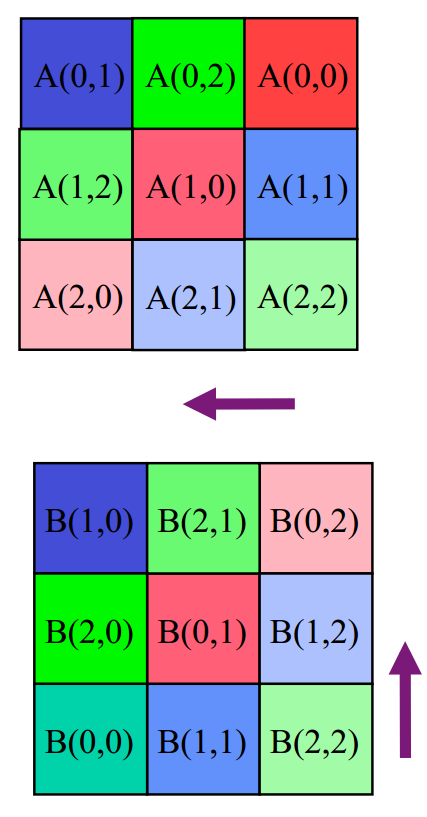 A(0,1) A(0,2) A(0,0)
A(1,2) A(1,0) A(1,1)
A(2,0) A(2,1) A(2,2)
B(1,0) B(2,1) B(0,2)
B(2,0) B(0,1) B(1,2)
B(0,0) B(1,1) B(2,2)